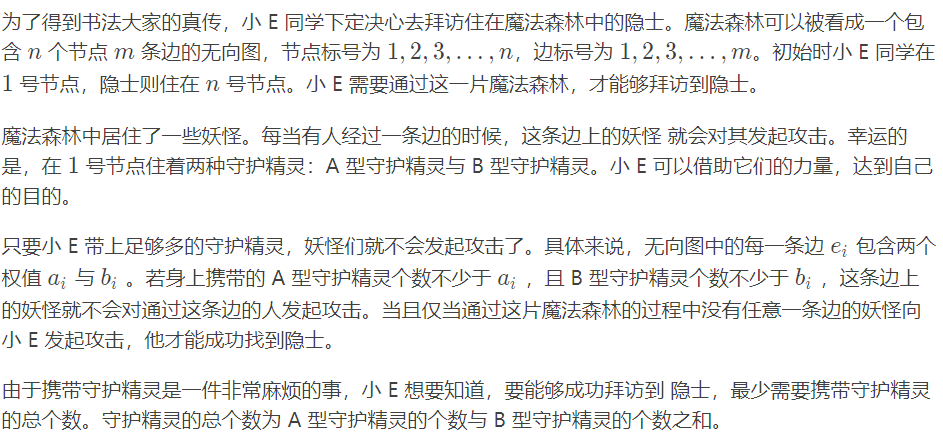 为了得到书法大家的真传，小 E 同学下定决心去拜访住在魔法森林中的隐士。魔法森林可以被看成一个包
含 n 个节点 m 条边的无向图，节点标号为 1, 2, 3, . . . , n，边标号为 1, 2, 3, . . . , m。初始时小 E 同学在
1 号节点，隐士则住在 n 号节点。小 E 需要通过这一片魔法森林，才能够拜访到隐士。
魔法森林中居住了一些妖怪。每当有人经过一条边的时候，这条边上的妖怪 就会对其发起攻击。幸运的
是，在 1 号节点住着两种守护精灵：A 型守护精灵与 B 型守护精灵。小 E 可以借助它们的力量，达到自己
的目的。
只要小 E 带上足够多的守护精灵，妖怪们就不会发起攻击了。具体来说，无向图中的每一条边 e_i 包含两个
权值 a_i 与 b_i 。若身上携带的 A 型守护精灵个数不少于 a_i ，且 B 型守护精灵个数不少于 b_i ，这条边上
的妖怪就不会对通过这条边的人发起攻击。当且仅当通过这片魔法森林的过程中没有任意一条边的妖怪向
小 E 发起攻击，他才能成功找到隐士。
由于携带守护精灵是一件非常麻烦的事，小 E 想要知道，要能够成功拜访到 隐士，最少需要携带守护精灵
的总个数。守护精灵的总个数为 A 型守护精灵的个数与 B 型守护精灵的个数之和。